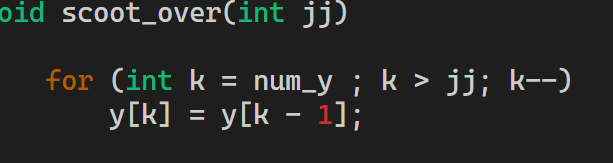 oid scoot_over(int jj)
for (int k = num_y ; k > jj; k--)
y[k] = y[k - 1];